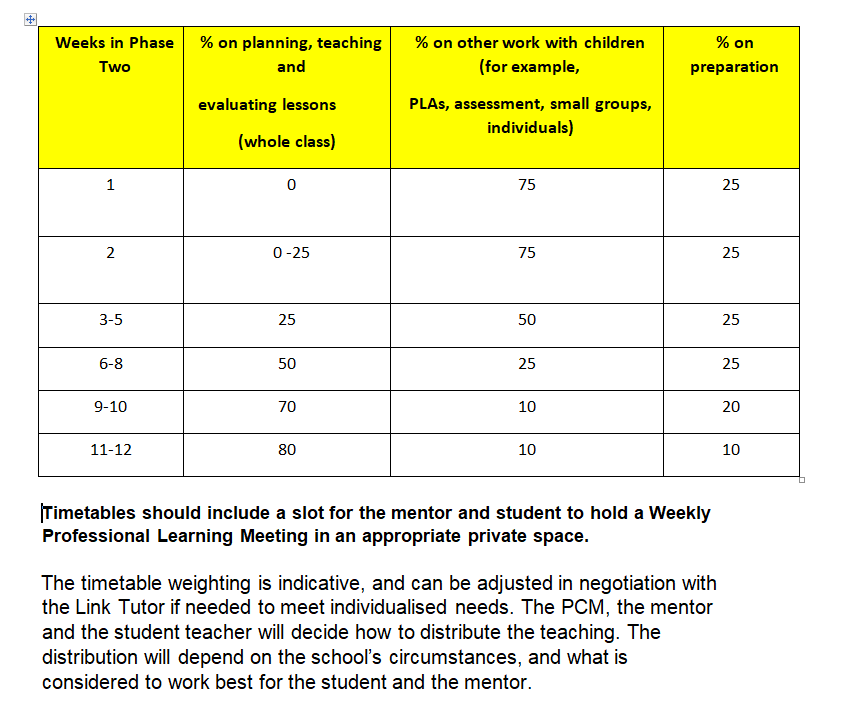 Weeks in Phase Two
% on planning, teaching and evaluating lessons (whole class)
% on other work with children (for example, PLAs, assessment, small groups, individuals)
% on preparation
1 0 75 25
2 0 -25 75 25
3-5 25 50 25
6-8 50 25 25
9-10 70 10 20
11-12 80 10 10
Timetables should include a slot for the mentor and student to hold a Weekly
Professional Learning Meeting in an appropriate private space.
The timetable weighting is indicative, and can be adjusted in negotiation with
the Link Tutor if needed to meet individualised needs. The PCM, the mentor
and the student teacher will decide how to distribute the teaching. The
distribution will depend on the school’s circumstances, and what is
considered to work best for the student and the mentor.